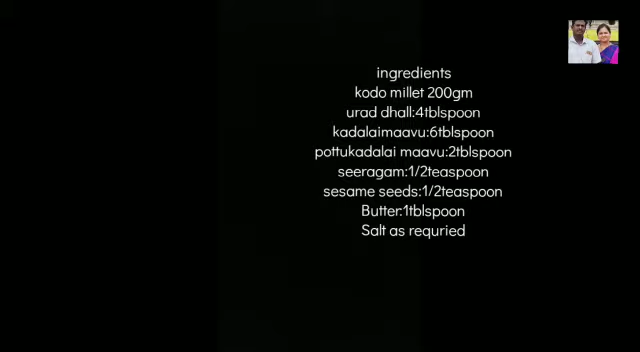 ingredients
kodo millet 200gm
urad dhall:4tblspoon
kadalaimaavu:6tblspoon
pottukadalai maavu:2tblspoon
seeragam:1/2teaspoon
sesame seeds:1/2teaspoon
Butter:1tblspoon
Salt as requried